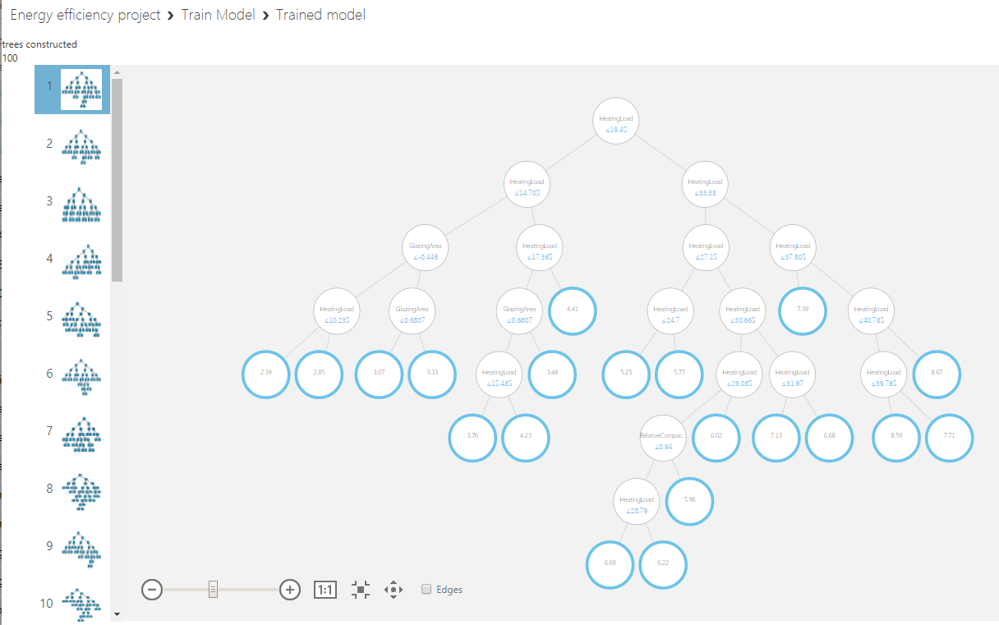 Energy efficiency project ❯ Train Model ❯ Trained model
trees constructed
100
1
2
3
4
5
6
7
8
9
10
HeatingLoad
≤19.45
HeatingLoad
≤14.705
HeatingLoad
≤33.38
GlazingArea
≤-0.446
HeatingLoad
≤17.365
HeatingLoad
≤27.15
HeatingLoad
≤37.805
HeatingLoad
≤10.235
GlazingArea
≤0.6807
GlazingArea
≤0.6807
4.41
HeatingLoad
≤24.7
HeatingLoad
≤30.665
7.39
HeatingLoad
≤40.785
2.39
2.85
3.07
3.33
HeatingLoad
≤15.485
3.48
5.23
5.77
HeatingLoad
≤29.085
HeatingLoad
≤31.97
HeatingLoad
≤39.765
8.67
3.76
4.23
RelativeCompac...
≤0.94
6.02
7.13
6.68
8.59
7.71
HeatingLoad
≤28.79
5.96
6.69
6.22
1:1
Edges